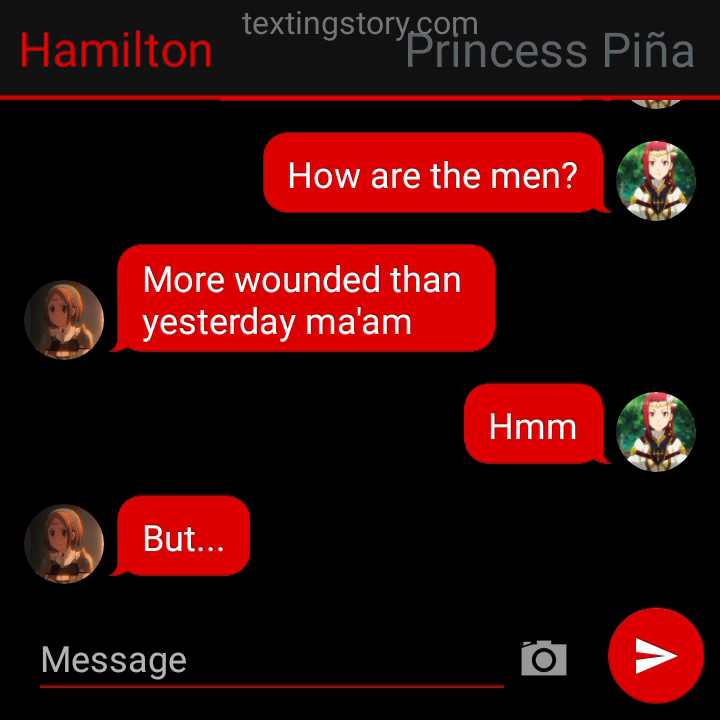 textingstory.com
Hamilton
Princess Piña
How are the men?
More wounded than
yesterday ma'am
Hmm
But...
Message